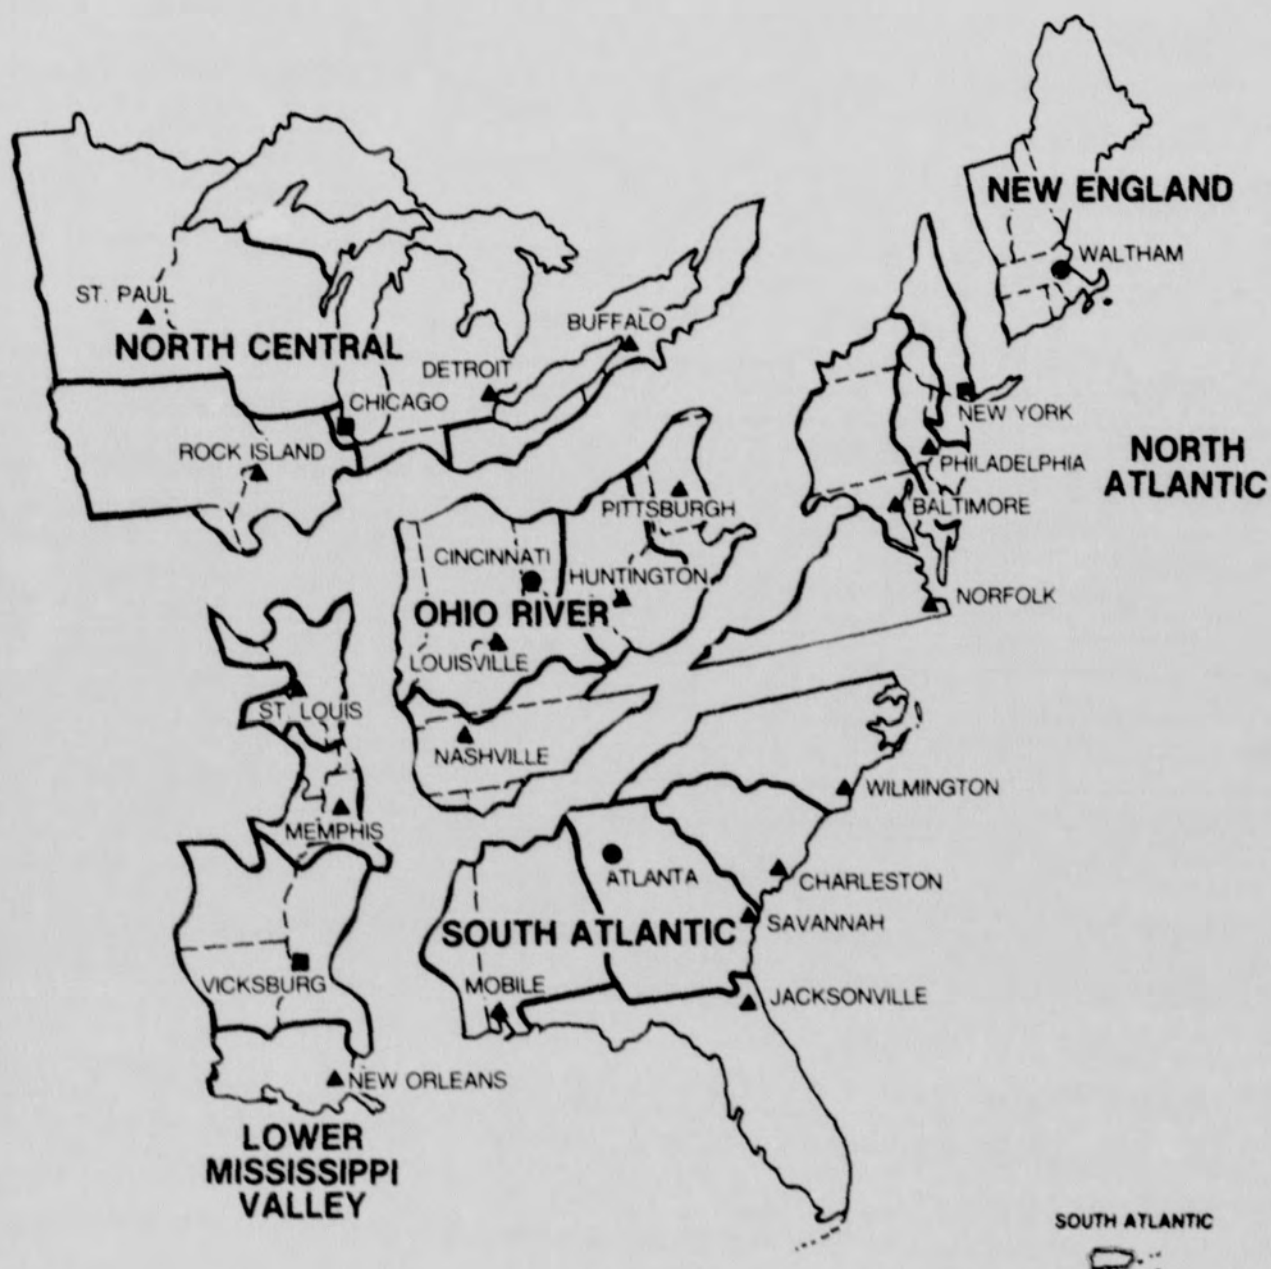 NEW ENGLAND
WALTHAM
ST. PAUL
NORTH CENTRAL
BUFFALO
DETROIT
CHICAGO
ROCK ISLAND
NEW YORK
NORTH
ATLANTIC
PHILADELPHIA
BALTIMORE
NORFOLK
PITTSBURGH
CINCINNATI
HUNTINGTON
OHIO RIVER
LOUISVILLE
NASHVILLE
ST. LOUIS
MEMPHIS
VICKSBURG
NEW ORLEANS
LOWER
MISSISSIPPI
VALLEY
WILMINGTON
ATLANTA
CHARLESTON
SOUTH ATLANTIC
SAVANNAH
MOBILE
JACKSONVILLE
SOUTH ATLANTIC